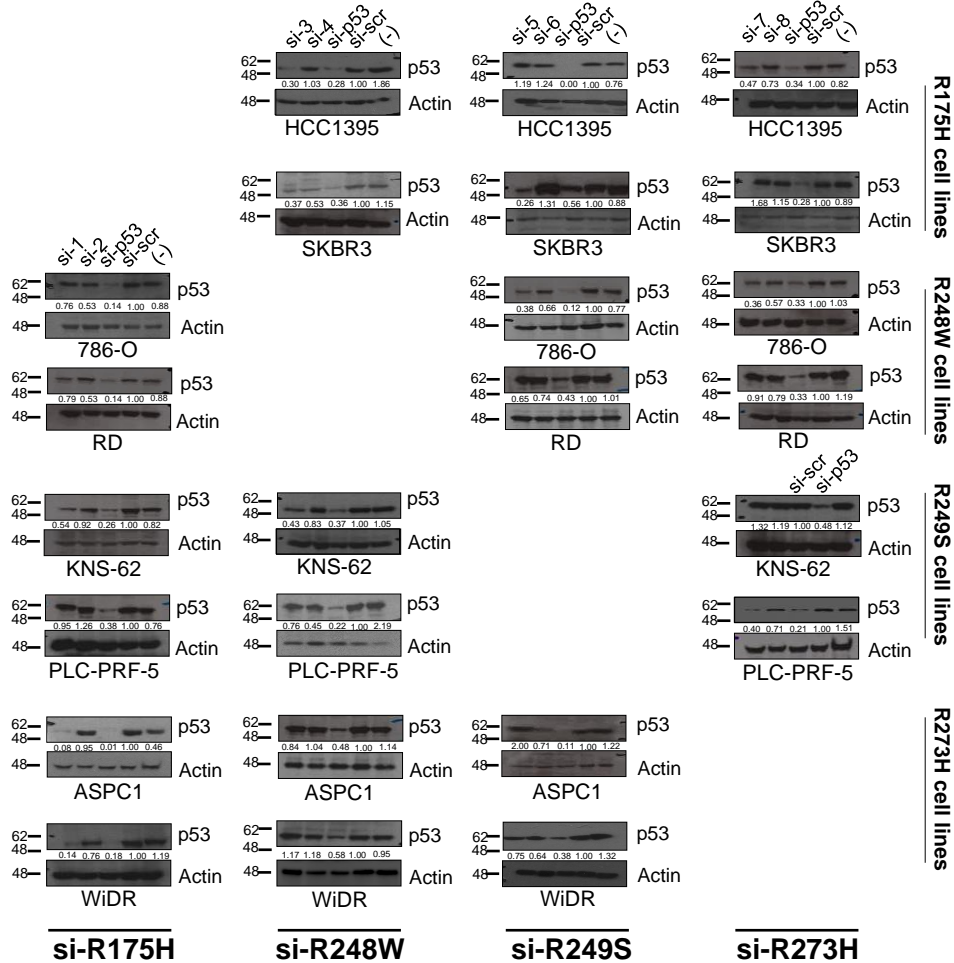 si-3 si-4 si-p53 si-scr (-)
si-5 si-6 si-p53 si-scr (-)
si-7 si-8 si-p53 si-scr (-)
62 p53 62 p53 62 p53
48 48 48
0.30 1.03 0.28 1.00 1.86 1.19 1.24 0.00 1.00 0.76 0.47 0.73 0.34 1.00 0.82
48 Actin 48 Actin 48 Actin
HCC1395 HCC1395 HCC1395
R175H cell lines
62 p53 62 p53 62 p53
48 48 48
0.37 0.53 0.36 1.00 1.15 0.26 1.31 0.56 1.00 0.88 1.68 1.15 0.28 1.00 0.89
48 Actin 48 Actin 48 Actin
SKBR3 SKBR3 SKBR3
si-1 si-2 si-p53 si-scr (-)
62 p53 62 p53 62 p53
48 48 48
0.76 0.53 0.14 1.00 0.88 0.38 0.66 0.12 1.00 0.77 0.36 0.57 0.33 1.00 1.03
48 Actin 48 Actin 48 Actin
786-O 786-O 786-O
R248W cell lines
62 p53 62 p53 62 p53
48 48 48
0.79 0.53 0.14 1.00 0.88 0.65 0.74 0.43 1.00 1.01 0.91 0.79 0.33 1.00 1.19
48 Actin 48 Actin 48 Actin
RD RD RD
si-scr si-p53
62 p53 62 p53 62 p53
48 48 48
0.54 0.92 0.26 1.00 0.82 0.43 0.83 0.37 1.00 1.05 1.32 1.19 1.00 0.48 1.12
48 Actin 48 Actin 48 Actin
KNS-62 KNS-62 KNS-62
R249S cell lines
62 p53 62 p53 62 p53
48 48 48
0.95 1.26 0.38 1.00 0.76 0.76 0.45 0.22 1.00 2.19 0.40 0.71 0.21 1.00 1.51
48 Actin 48 Actin 48 Actin
PLC-PRF-5 PLC-PRF-5 PLC-PRF-5
62 p53 62 p53 62 p53
48 48 48
0.08 0.95 0.01 1.00 0.46 0.84 1.04 0.48 1.00 1.14 2.00 0.71 0.11 1.00 1.22
48 Actin 48 Actin 48 Actin
ASPC1 ASPC1 ASPC1
R273H cell lines
62 p53 62 p53 62 p53
48 48 48
0.14 0.76 0.18 1.00 1.19 1.17 1.18 0.58 1.00 0.95 0.75 0.64 0.38 1.00 1.32
48 Actin 48 Actin 48 Actin
WiDR WiDR WiDR
si-R175H si-R248W si-R249S si-R273H